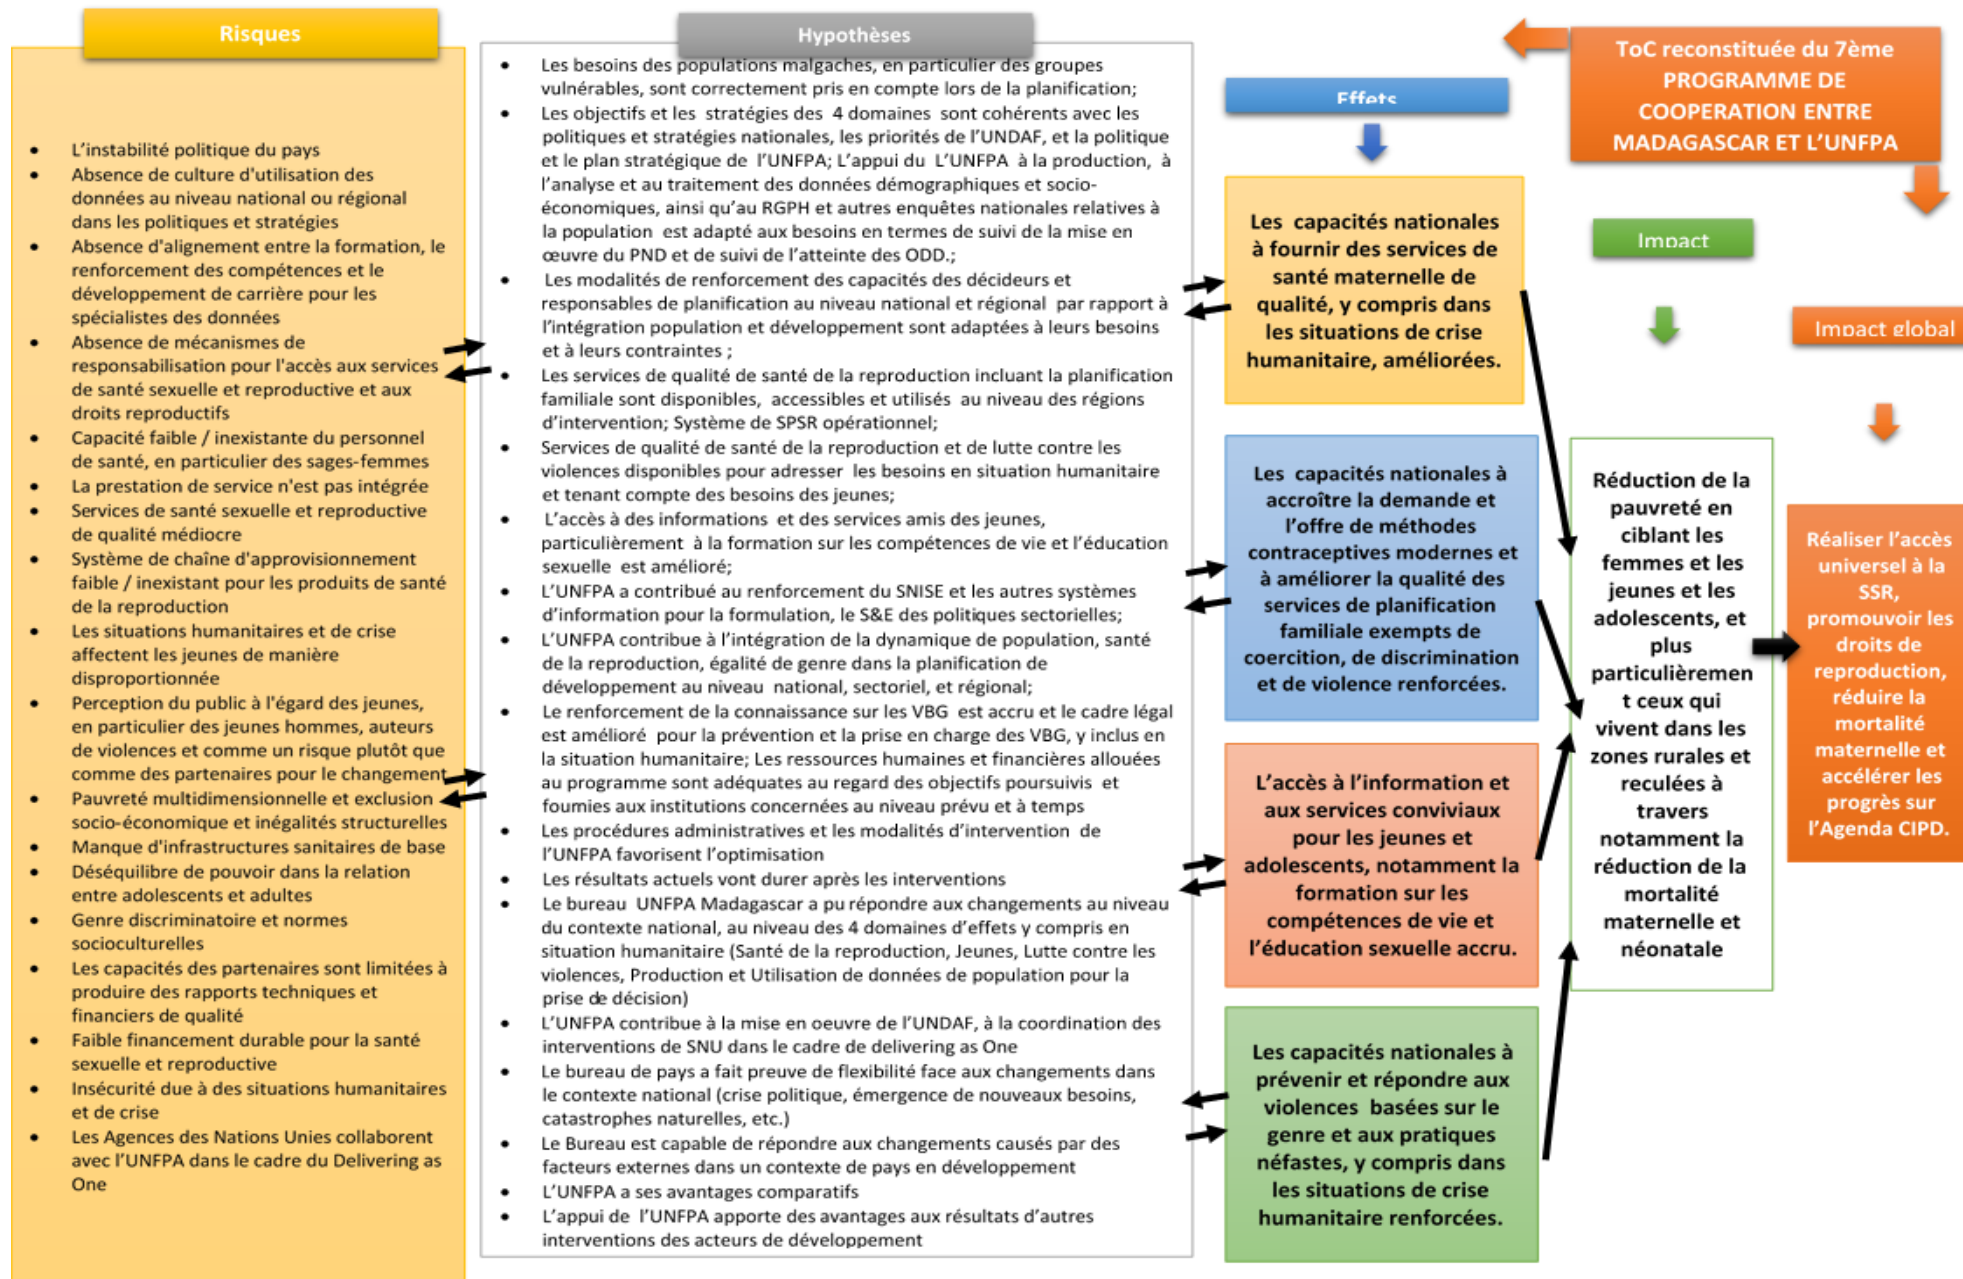 Risques
L'instabilité politique du pays
Absence de culture d'utilisation des
données au niveau national ou régional
dans les politiques et stratégies
Absence d'alignement entre la formation, le
renforcement des compétences et le
développement de carrière pour les
spécialistes des données
Absence de mécanismes de
responsabilisation pour l'accès aux services
de santé sexuelle et reproductive et aux
droits reproductifs
Capacité faible / inexistante du personnel
de santé, en particulier des sages-femmes
La prestation de service n'est pas intégrée
Services de santé sexuelle et reproductive
de qualité médiocre
Système de chaîne d'approvisionnement
faible / inexistant pour les produits de santé
de la reproduction
Les situations humanitaires et de crise
affectent les jeunes de manière
disproportionnée
Perception du public à l'égard des jeunes,
en particulier des jeunes hommes, auteurs
de violences et comme un risque plutôt que
comme des partenaires pour le changement
Pauvreté multidimensionnelle et exclusion
socio-économique et inégalités structurelles
Manque d'infrastructures sanitaires de base
Déséquilibre de pouvoir dans la relation
entre adolescents et adultes
Genre discriminatoire et normes
socioculturelles
Les capacités des partenaires sont limitées à
produire des rapports techniques et
financiers de qualité
Faible financement durable pour la santé
sexuelle et reproductive
Insécurité due à des situations humanitaires
et de crise
Les Agences des Nations Unies collaborent
avec l'UNFPA dans le cadre du Delivering as
One
Hypothèses
Les besoins des populations malgaches, en particulier des groupes
vulnérables, sont correctement pris en compte lors de la planification;
Les objectifs et les stratégies des 4 domaines sont cohérents avec les
politiques et stratégies nationales, les priorités de l'UNDAF, et la politique
et le plan stratégique de l'UNFPA; L'appui du L'UNFPA à la production, à
l'analyse et au traitement des données démographiques et socio-
économiques, ainsi qu'au RGPH et autres enquêtes nationales relatives à
la population est adapté aux besoins en termes de suivi de la mise en
œuvre du PND et de suivi de l'atteinte des ODD.;
Les modalités de renforcement des capacités des décideurs et
responsables de planification au niveau national et régional par rapport à
l'intégration population et développement sont adaptées à leurs besoins
et à leurs contraintes ;
Les services de qualité de santé de la reproduction incluant la planification
familiale sont disponibles, accessibles et utilisés au niveau des régions
d'intervention; Système de SPSR opérationnel;
Services de qualité de santé de la reproduction et de lutte contre les
violences disponibles pour adresser les besoins en situation humanitaire
et tenant compte des besoins des jeunes;
L'accès à des informations et des services amis des jeunes,
particulièrement à la formation sur les compétences de vie et l'éducation
sexuelle est amélioré;
L'UNFPA a contribué au renforcement du SNISE et les autres systèmes
d'information pour la formulation, le S&E des politiques sectorielles;
L'UNFPA contribue à l'intégration de la dynamique de population, santé
de la reproduction, égalité de genre dans la planification de
développement au niveau national, sectoriel, et régional;
Le renforcement de la connaissance sur les VBG est accru et le cadre légal
est amélioré pour la prévention et la prise en charge des VBG, y inclus en
la situation humanitaire; Les ressources humaines et financières allouées
au programme sont adéquates au regard des objectifs poursuivis et
fournies aux institutions concernées au niveau prévu et à temps
Les procédures administratives et les modalités d'intervention de
l'UNFPA favorisent l'optimisation
Les résultats actuels vont durer après les interventions
Le bureau UNFPA Madagascar a pu répondre aux changements au niveau
du contexte national, au niveau des 4 domaines d'effets y compris en
situation humanitaire (Santé de la reproduction, Jeunes, Lutte contre les
violences, Production et Utilisation de données de population pour la
prise de décision)
L'UNFPA contribue à la mise en oeuvre de l'UNDAF, à la coordination des
interventions de SNU dans le cadre de delivering as One
Le bureau de pays a fait preuve de flexibilité face aux changements dans
le contexte national (crise politique, émergence de nouveaux besoins,
catastrophes naturelles, etc.)
Le Bureau est capable de répondre aux changements causés par des
facteurs externes dans un contexte de pays en développement
L'UNFPA a ses avantages comparatifs
L'appui de l'UNFPA apporte des avantages aux résultats d'autres
interventions des acteurs de développement
Effets
Les capacités nationales
à fournir des services de
santé maternelle de
qualité, y compris dans
les situations de crise
humanitaire, améliorées.
Les capacités nationales à
accroître la demande et
l'offre de méthodes
contraceptives modernes et
à améliorer la qualité des
services de planification
familiale exempts de
coercition, de discrimination
et de violence renforcées.
L'accès à l'information et
aux services conviviaux
pour les jeunes et
adolescents, notamment la
formation sur les
compétences de vie et
l'éducation sexuelle accru.
Les capacités nationales à
prévenir et répondre aux
violences basées sur le
genre et aux pratiques
néfastes, y compris dans
les situations de crise
humanitaire renforcées.
ToC reconstituée du 7ème
PROGRAMME DE
COOPERATION ENTRE
MADAGASCAR ET L'UNFPA
Impact
Réduction de la
pauvreté en
ciblant les
femmes et les
jeunes et les
adolescents, et
plus
particulièremen
t ceux qui
vivent dans les
zones rurales et
reculées à
travers
notamment la
réduction de la
mortalité
maternelle et
néonatale
Impact global
Réaliser l'accès
universel à la
SSR,
promouvoir les
droits de
reproduction,
réduire la
mortalité
maternelle et
accélérer les
progrès sur
l'Agenda CIPD.